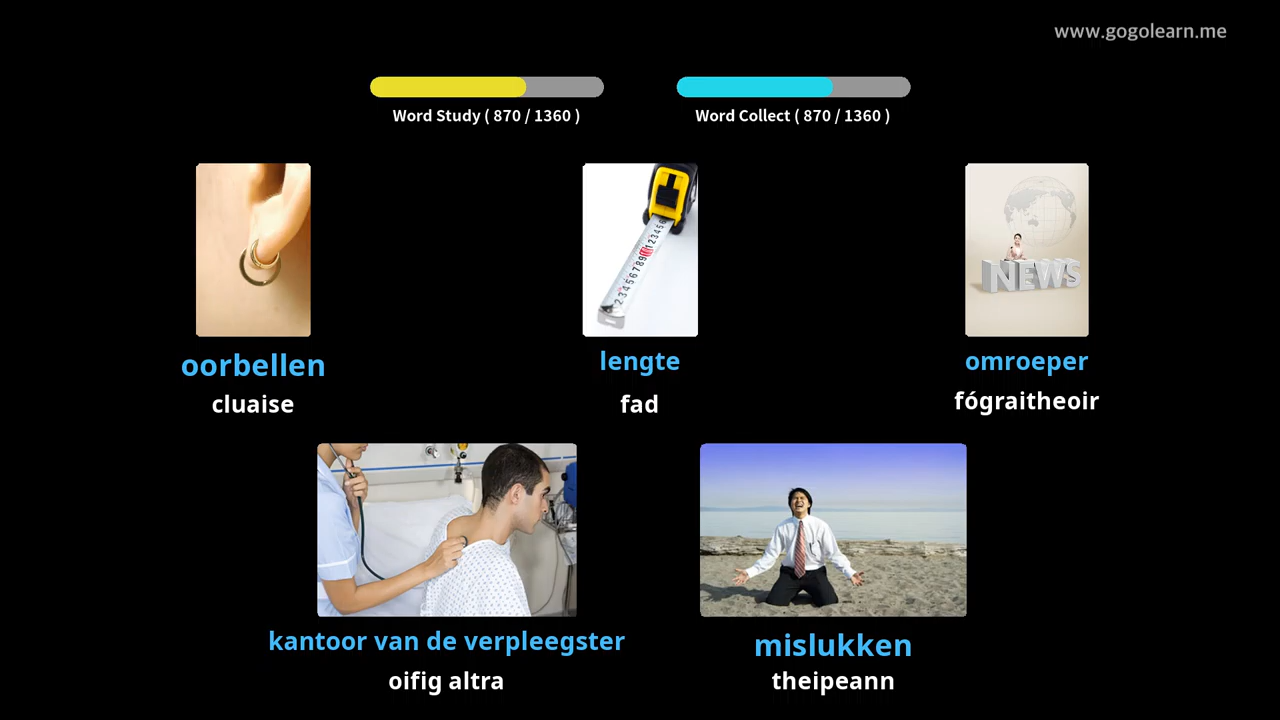 www.gogolearn.me
Word Study ( 870 / 1360 )
Word Collect ( 870 / 1360 )
NEWS
oorbellen
cluaise
lengte
fad
omroeper
fógraitheoir
kantoor van de verpleegster
oifig altra
mislukken
theipeann